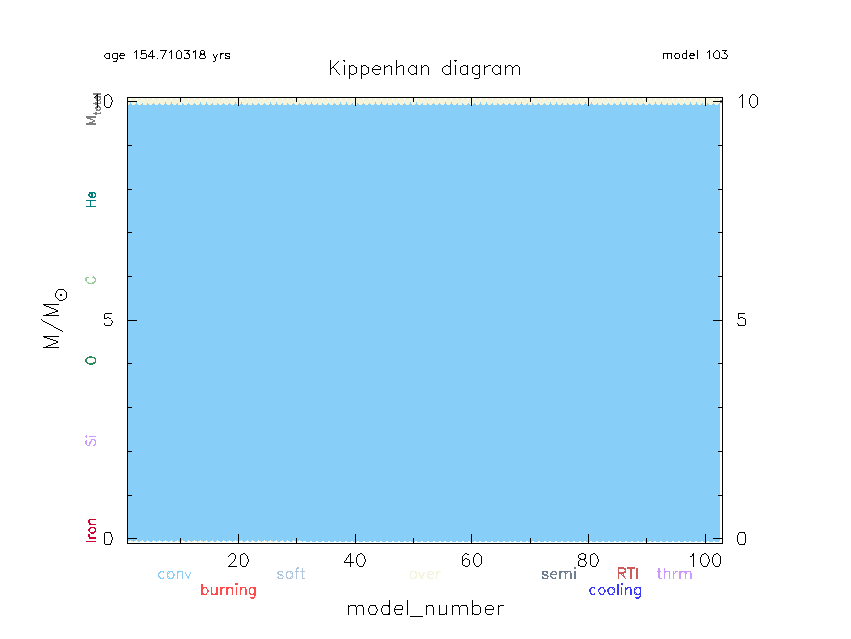 age 154.710318 yrs
model 103
Kippenhan diagram
M_total
10
10
He
C
M/M☉
5
5
O
Si
Iron
0
0
20 40 60 80 100
conv soft over semi RTI thrm
burning cooling
model_number